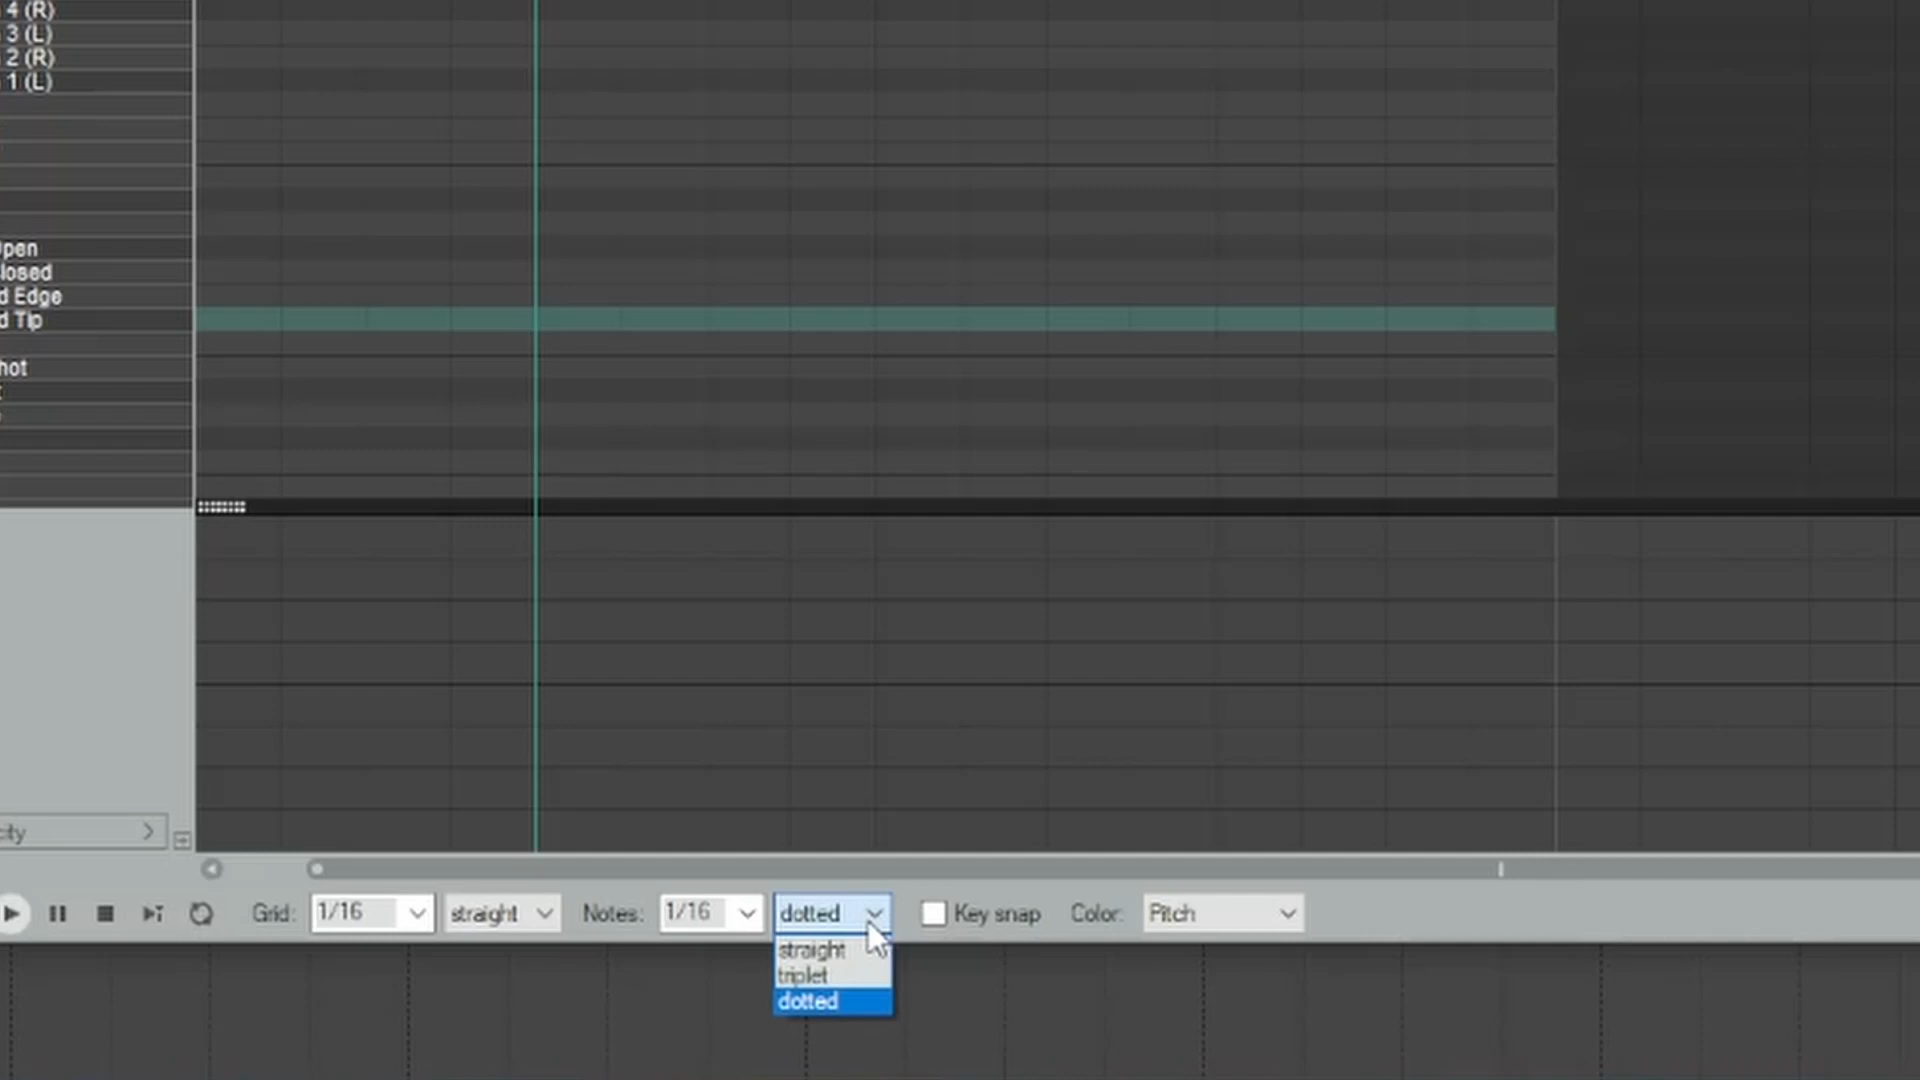 4 (R)
3 (L)
2 (R)
1 (L)
pen
losed
d Edge
d Tip
hot
city
Grid: 1/16 straight Notes: 1/16 dotted Key snap Color: Pitch
straight
triplet
dotted